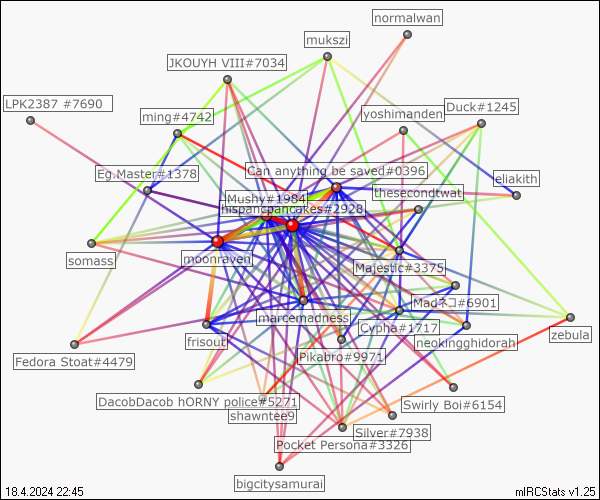 normalwan
mukszi
JKOUYH VIII#7034
LPK2387 #7690
yoshimanden
Duck#1245
ming#4742
Eg.Master#1378
Can anything be saved#0396
eliakith
thesecondtwat
Mushy#1984
hispanicpancakes#2928
somass
moonraven
Majestic#3375
Madネコ#6901
marcemadness
Cypha#1717
zebula
frisout
neokingghidorah
Pikabro#9971
Fedora Stoat#4479
DacobDacob hORNY police#5271
Swirly Boi#6154
shawntee9
Silver#7938
Pocket Persona#3326
bigcitysamurai
18.4.2024 22:45
mIRCStats v1.25